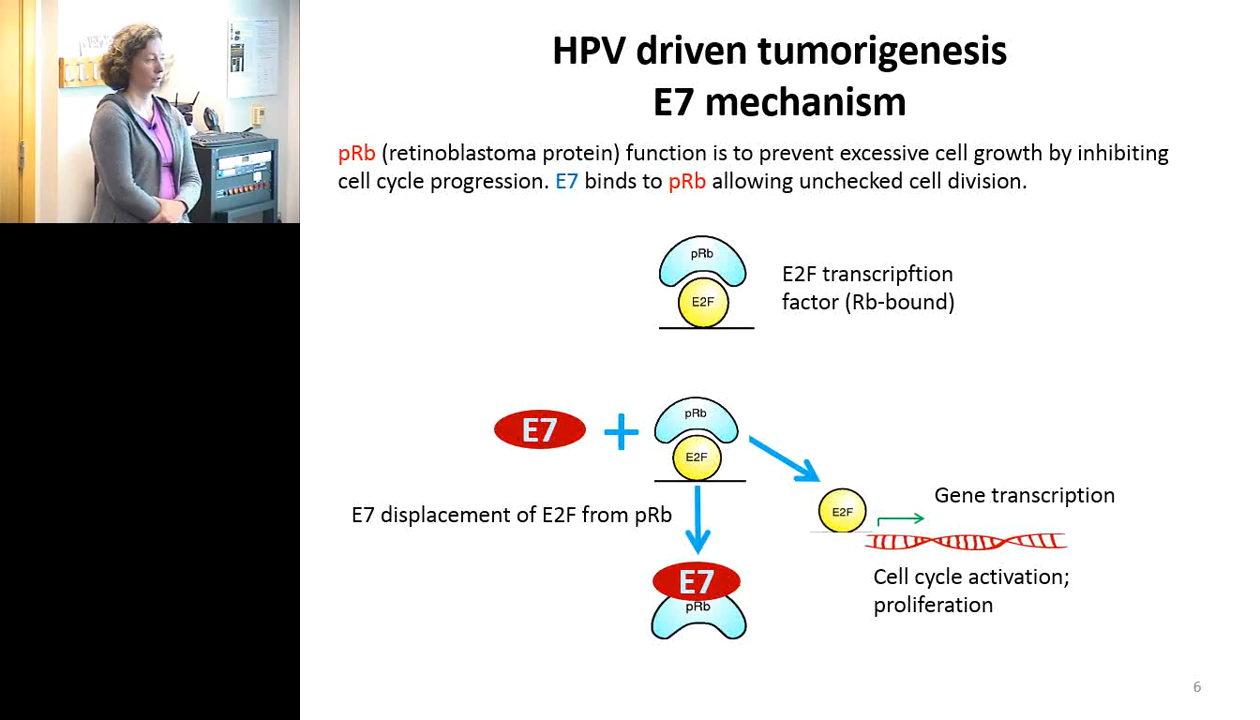 HPV driven tumorigenesis
E7 mechanism
pRb (retinoblastoma protein) function is to prevent excessive cell growth by inhibiting
cell cycle progression. E7 binds to pRb allowing unchecked cell division.
pRb
E2F
E2F transcripftion
factor (Rb-bound)
E7
+
pRb
E2F
E7 displacement of E2F from pRb
E2F
Gene transcription
Cell cycle activation;
proliferation
E7
pRb
6